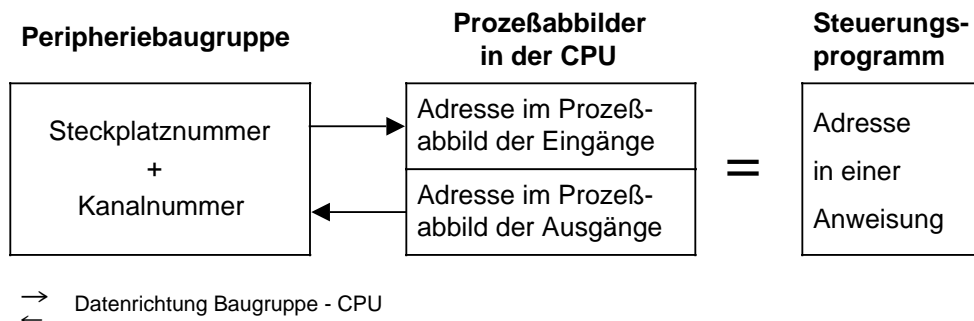 Peripheriebaugruppe
Prozeßabbilder
in der CPU
Steuerungs-
programm
Steckplatznummer
+
Kanalnummer
Adresse im Prozeß-
abbild der Eingänge
Adresse im Prozeß-
abbild der Ausgänge
=
Adresse
in einer
Anweisung
Datenrichtung Baugruppe - CPU